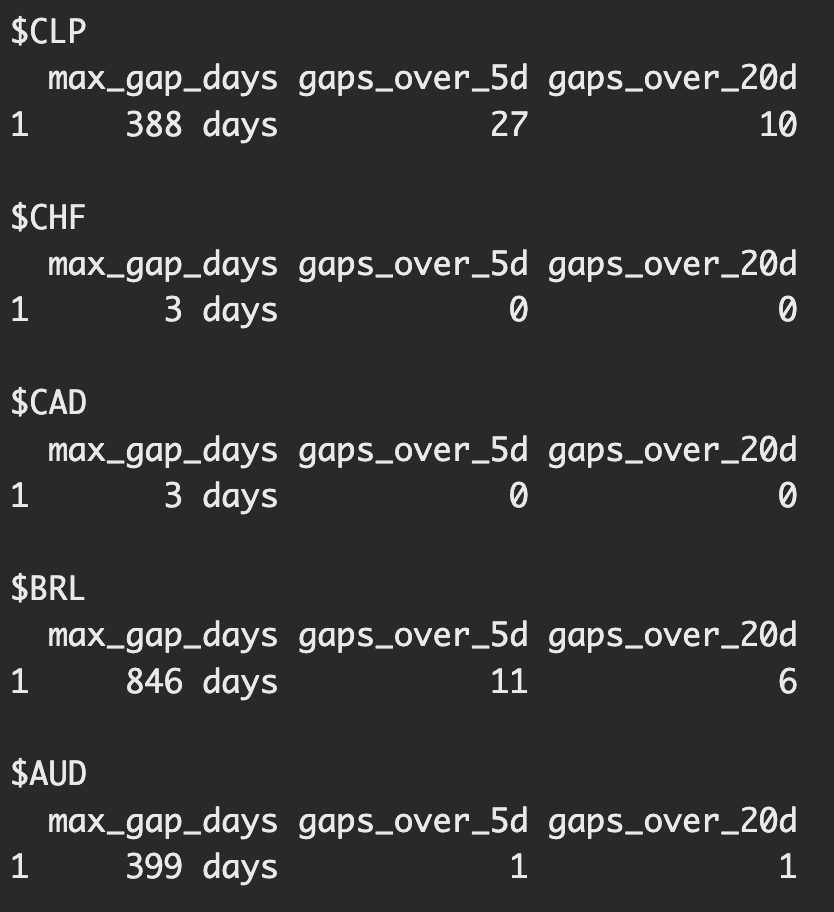 $CLP
  max_gap_days gaps_over_5d gaps_over_20d
1     388 days           27            10
$CHF
  max_gap_days gaps_over_5d gaps_over_20d
1       3 days            0             0
$CAD
  max_gap_days gaps_over_5d gaps_over_20d
1       3 days            0             0
$BRL
  max_gap_days gaps_over_5d gaps_over_20d
1     846 days           11             6
$AUD
  max_gap_days gaps_over_5d gaps_over_20d
1     399 days            1             1